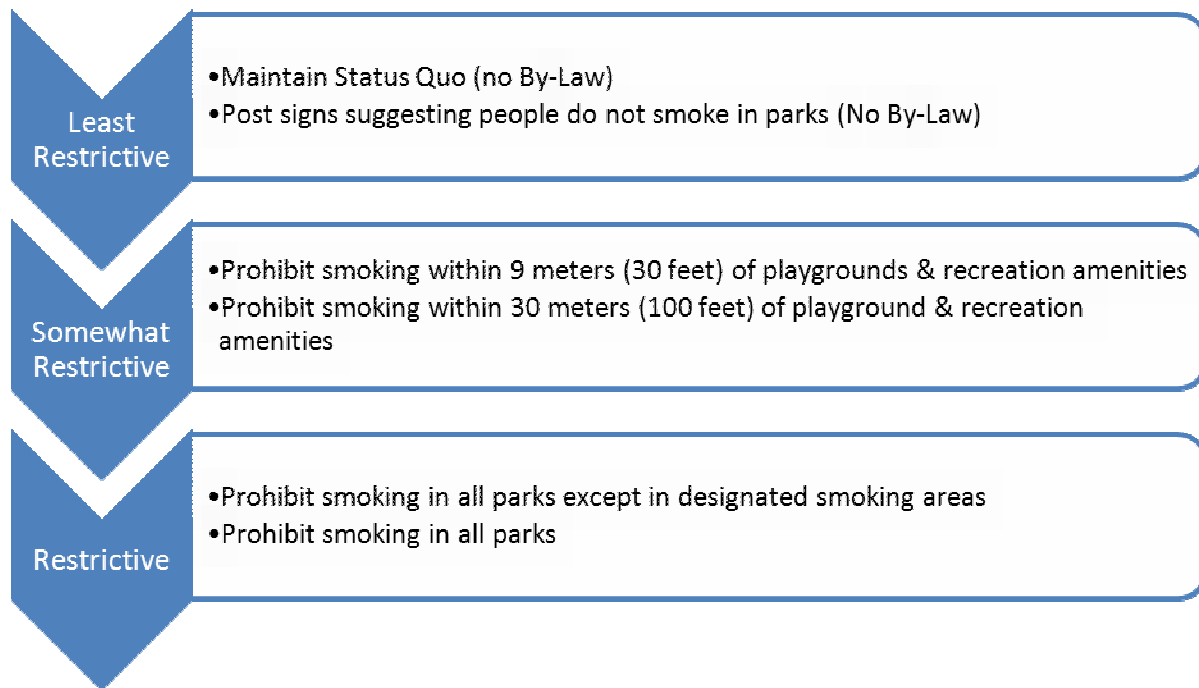 Least
Restrictive
•Maintain Status Quo (no By-Law)
•Post signs suggesting people do not smoke in parks (No By-Law)
Somewhat
Restrictive
•Prohibit smoking within 9 meters (30 feet) of playgrounds & recreation amenities
•Prohibit smoking within 30 meters (100 feet) of playground & recreation
amenities
Restrictive
•Prohibit smoking in all parks except in designated smoking areas
•Prohibit smoking in all parks